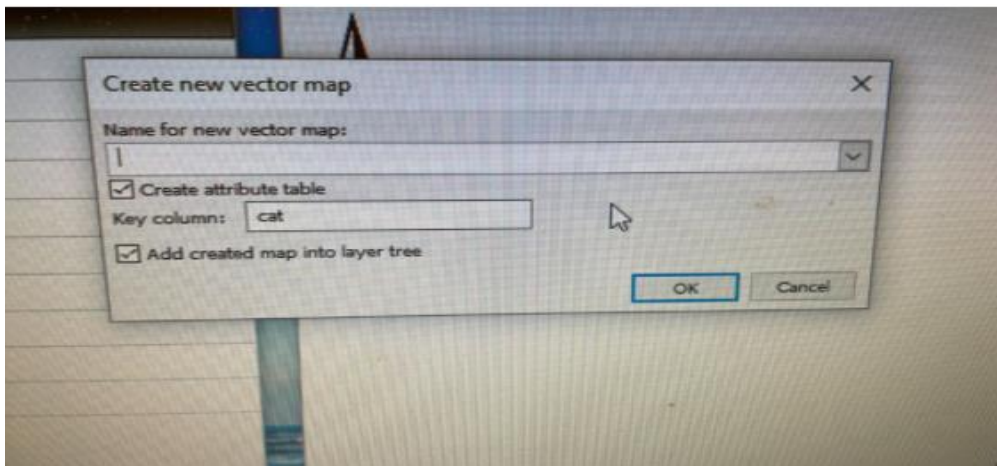 Create new vector map
Name for new vector map:
Create attribute table
Key column: cat
Add created map into layer tree
OK Cancel